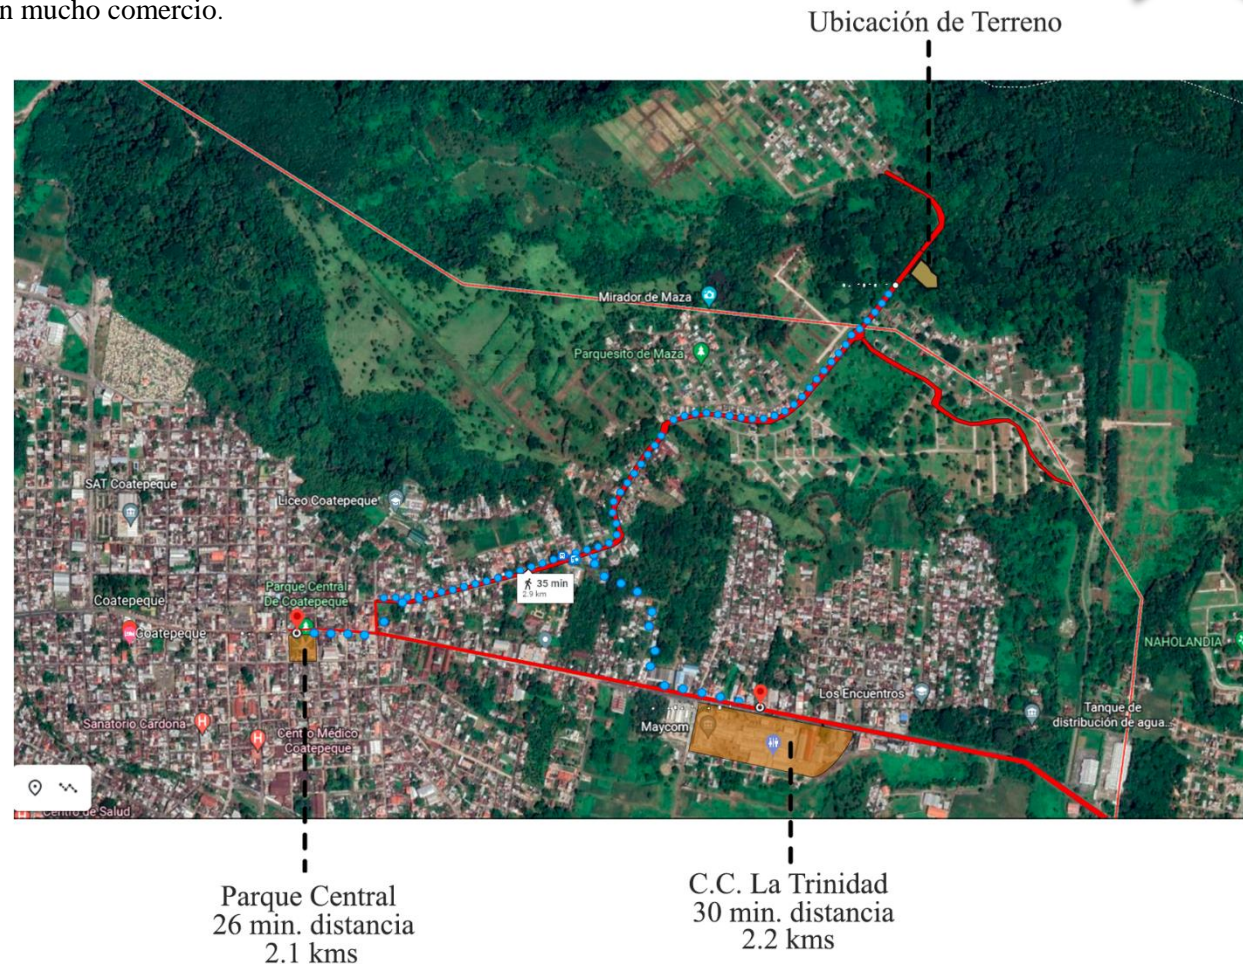 n mucho comercio.
Ubicación de Terreno
Mirador de Maza
Parquesito de Maza
SAT Coatepeque
Liceo Coatepeque
35 min
2.9 km
Parque Central
De Coatepeque
Coatepeque
Coatepeque
NAHOLANDIA
Los Encuentros
Sanatorio Cardona
Maycom
Tanque de
distribución de agua...
Centro Médico
Coatepeque
Centro de Salud
Parque Central
26 min. distancia
2.1 kms
C.C. La Trinidad
30 min. distancia
2.2 kms